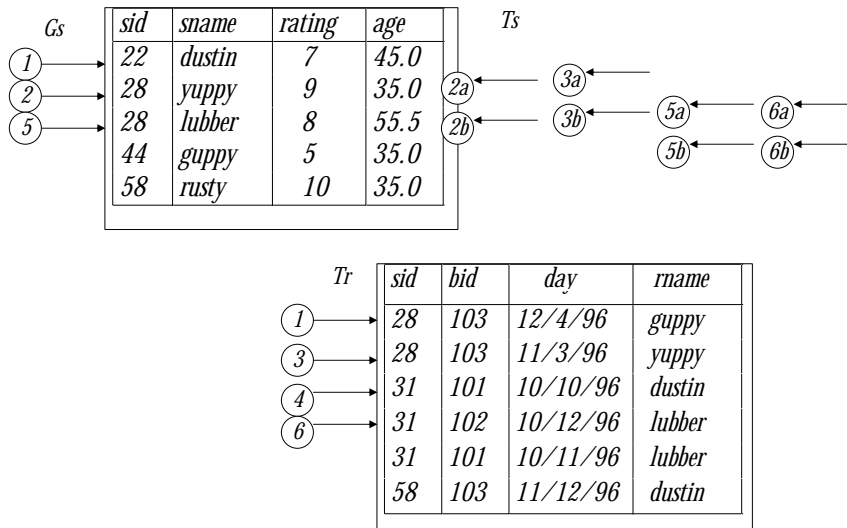 Gs
sid sname rating age
Ts
1
22 dustin 7 45.0
2
28 yuppy 9 35.0
2a
3a
5
28 lubber 8 55.5
2b
3b
5a
6a
44 guppy 5 35.0
5b
6b
58 rusty 10 35.0
Tr
sid bid day rname
1
28 103 12/4/96 guppy
3
28 103 11/3/96 yuppy
4
31 101 10/10/96 dustin
6
31 102 10/12/96 lubber
31 101 10/11/96 lubber
58 103 11/12/96 dustin